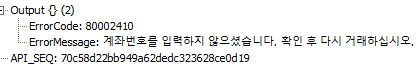 Output {} (2)
ErrorCode: 80002410
ErrorMessage: 계좌번호를 입력하지 않으셨습니다. 확인 후 다시 거래하십시오.
API_SEQ: 70c58d22bb949a62dedc323628ce0d19